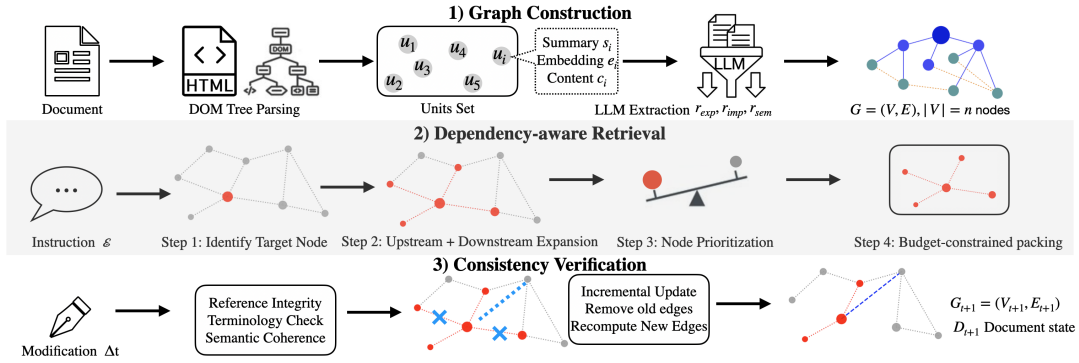 1) Graph Construction
HTML
DOM
u1
u2
u3
u4
u5
ui
Summary si
Embedding ei
Content ci
LLM
Document
DOM Tree Parsing
Units Set
LLM Extraction rexp, rimp, rsem
G = (V, E), |V| = n nodes
2) Dependency-aware Retrieval
Instruction ℰ
Step 1: Identify Target Node
Step 2: Upstream + Downstream Expansion
Step 3: Node Prioritization
Step 4: Budget-constrained packing
3) Consistency Verification
Reference Integrity
Terminology Check
Semantic Coherence
Incremental Update
Remove old edges
Recompute New Edges
Gt+1 = (Vt+1, Et+1)
Dt+1 Document state
Modification Δt